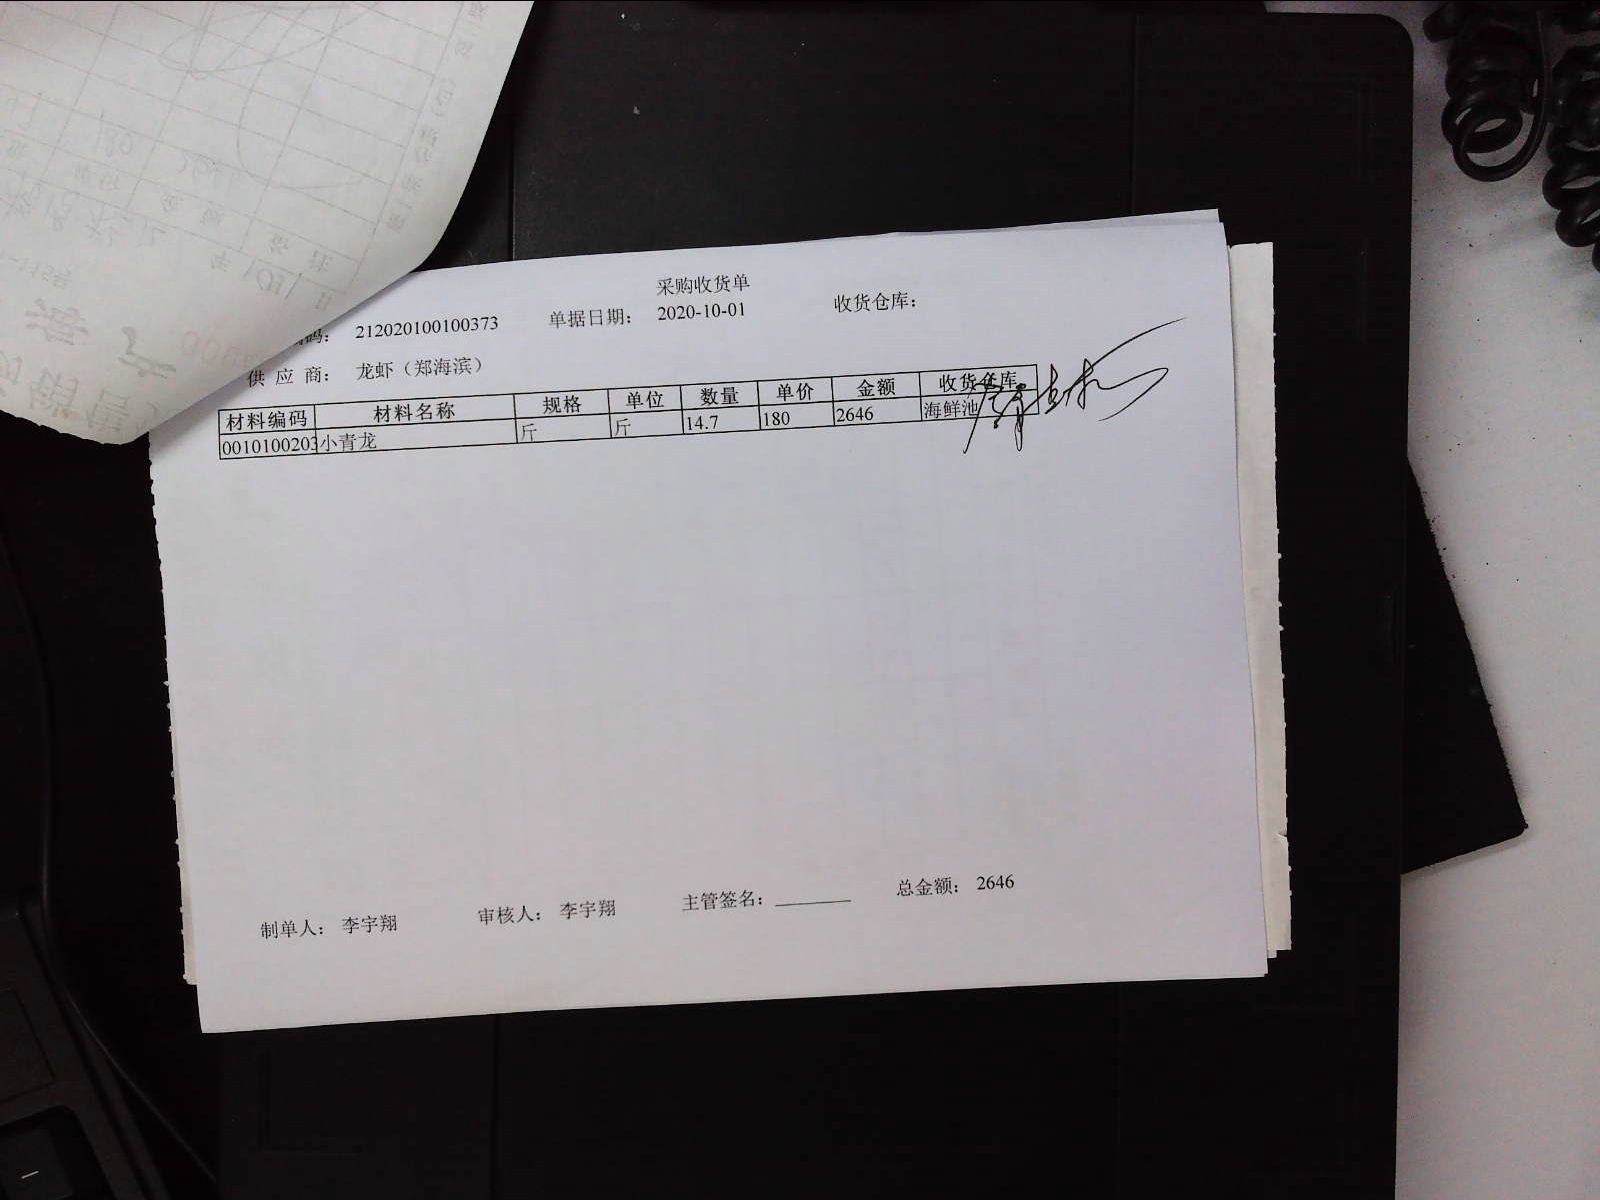 采购收货单
码： 212020100100373 单据日期： 2020-10-01 收货仓库：
供 应 商： 龙虾（郑海滨）
材料编码 材料名称 规格 单位 数量 单价 金额 收货仓库
0010100203 小青龙 斤 斤 14.7 180 2646 海鲜池
制单人： 李宇翔 审核人： 李宇翔 主管签名： 总金额： 2646